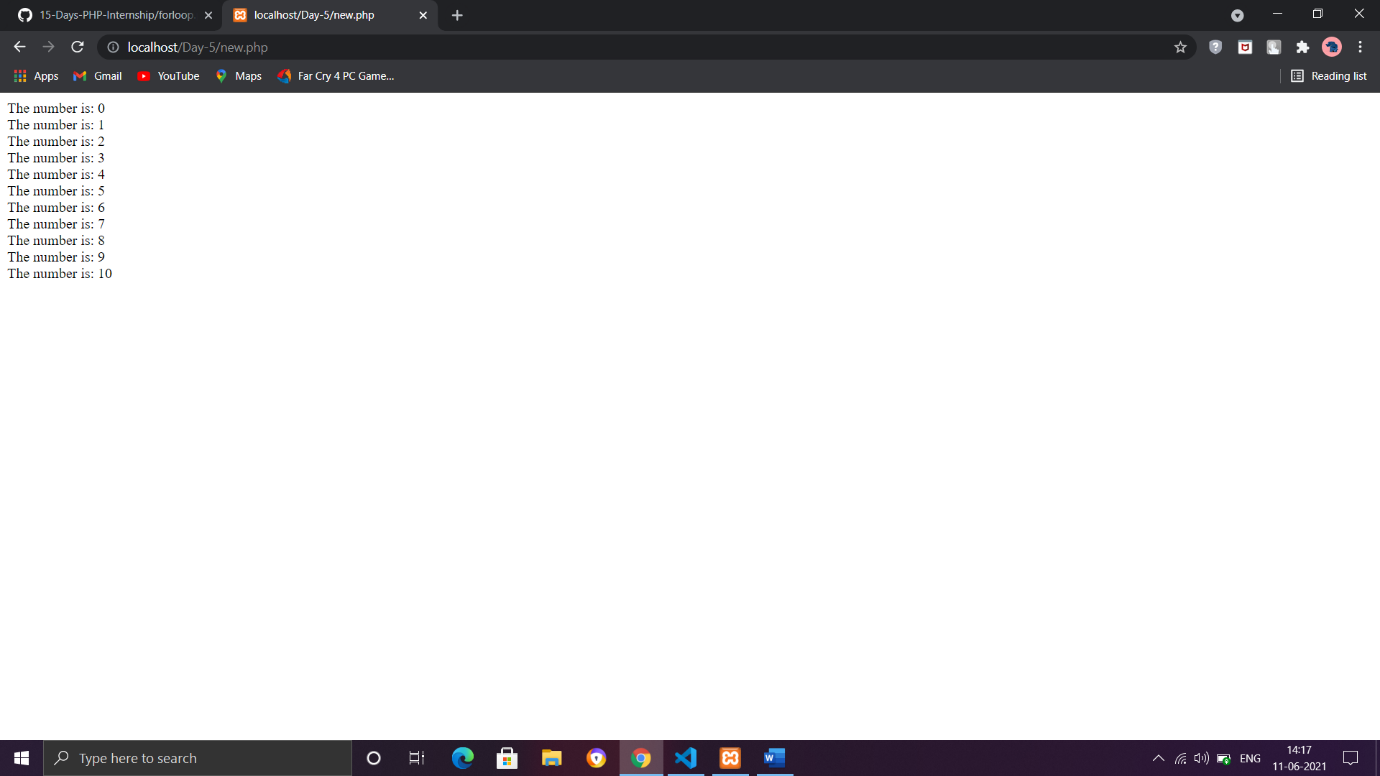 15-Days-PHP-Internship/forloop.
localhost/Day-5/new.php
localhost/Day-5/new.php
Apps
Gmail
YouTube
Maps
Far Cry 4 PC Game...
Reading list
The number is: 0
The number is: 1
The number is: 2
The number is: 3
The number is: 4
The number is: 5
The number is: 6
The number is: 7
The number is: 8
The number is: 9
The number is: 10
Type here to search
ENG
14:17
11-06-2021